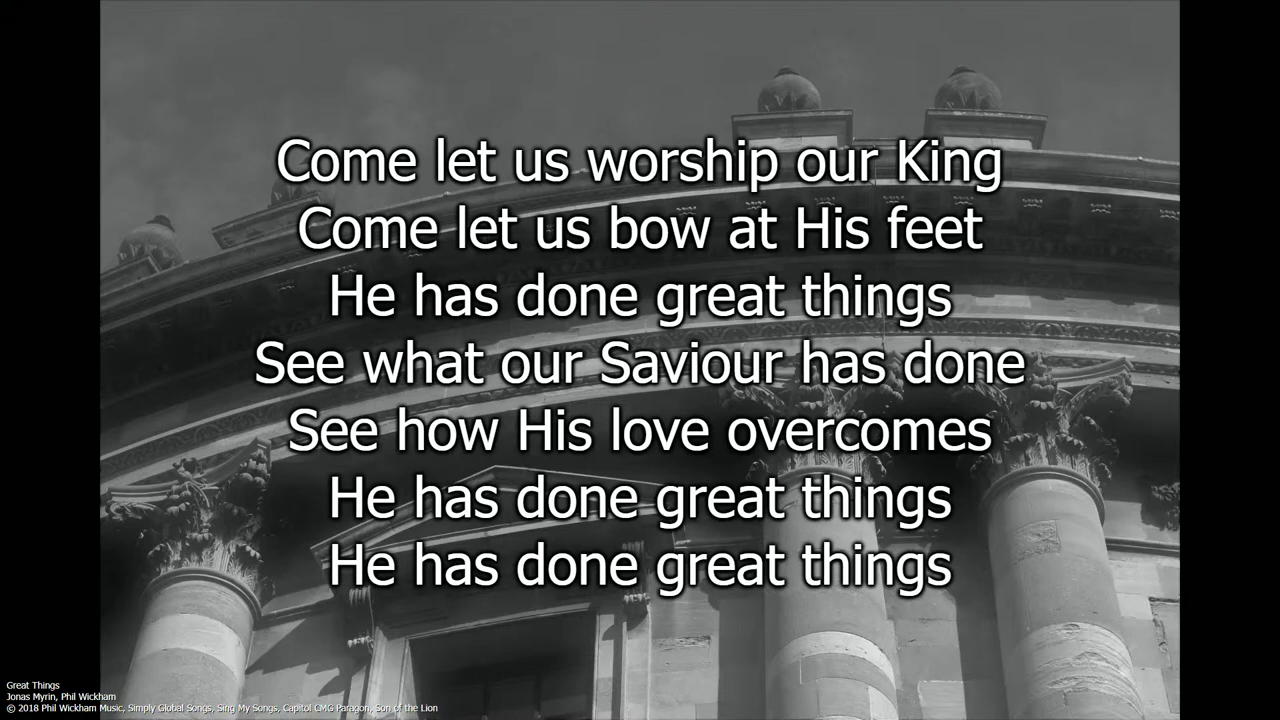 Come let us worship our King
Come let us bow at His feet
He has done great things
See what our Saviour has done
See how His love overcomes
He has done great things
He has done great things
Great Things
Jonas Myrin, Phil Wickham
© 2018 Phil Wickham Music, Simply Global Songs, Sing My Songs, Capitol CMG Paragon, Son of the Lion